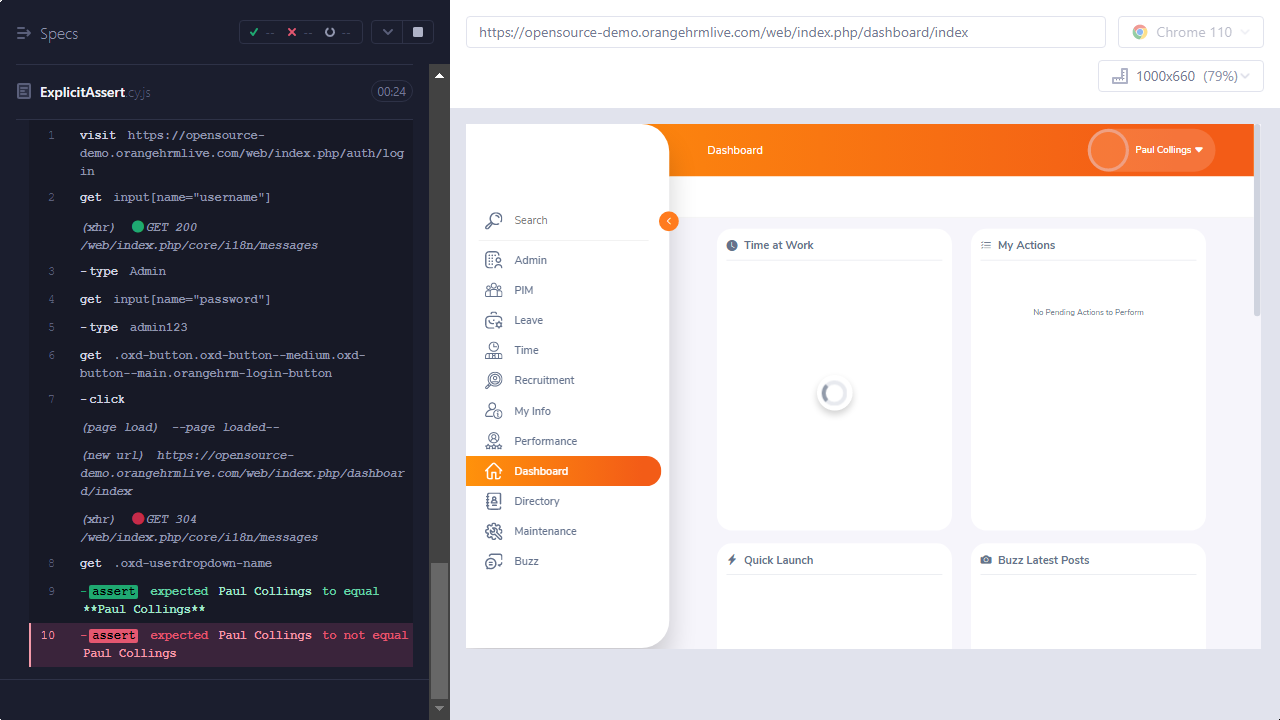 Specs
-- -- --
ExplicitAssert.cy.js
00:24
1 visit https://opensource-
demo.orangehrmlive.com/web/index.php/auth/log
in
2 get input[name="username"]
(xhr) GET 200
/web/index.php/core/i18n/messages
3 -type Admin
4 get input[name="password"]
5 -type admin123
6 get .oxd-button.oxd-button--medium.oxd-
button--main.orangehrm-login-button
7 -click
(page load) --page loaded--
(new url) https://opensource-
demo.orangehrmlive.com/web/index.php/dashboar
d/index
(xhr) GET 304
/web/index.php/core/i18n/messages
8 get .oxd-userdropdown-name
9 -assert expected Paul Collings to equal
**Paul Collings**
10 -assert expected Paul Collings to not equal
Paul Collings
https://opensource-demo.orangehrmlive.com/web/index.php/dashboard/index
Chrome 110
1000x660 (79%)
Dashboard
Paul Collings
Search
Admin
PIM
Leave
Time
Recruitment
My Info
Performance
Dashboard
Directory
Maintenance
Buzz
Time at Work
My Actions
No Pending Actions to Perform
Quick Launch
Buzz Latest Posts